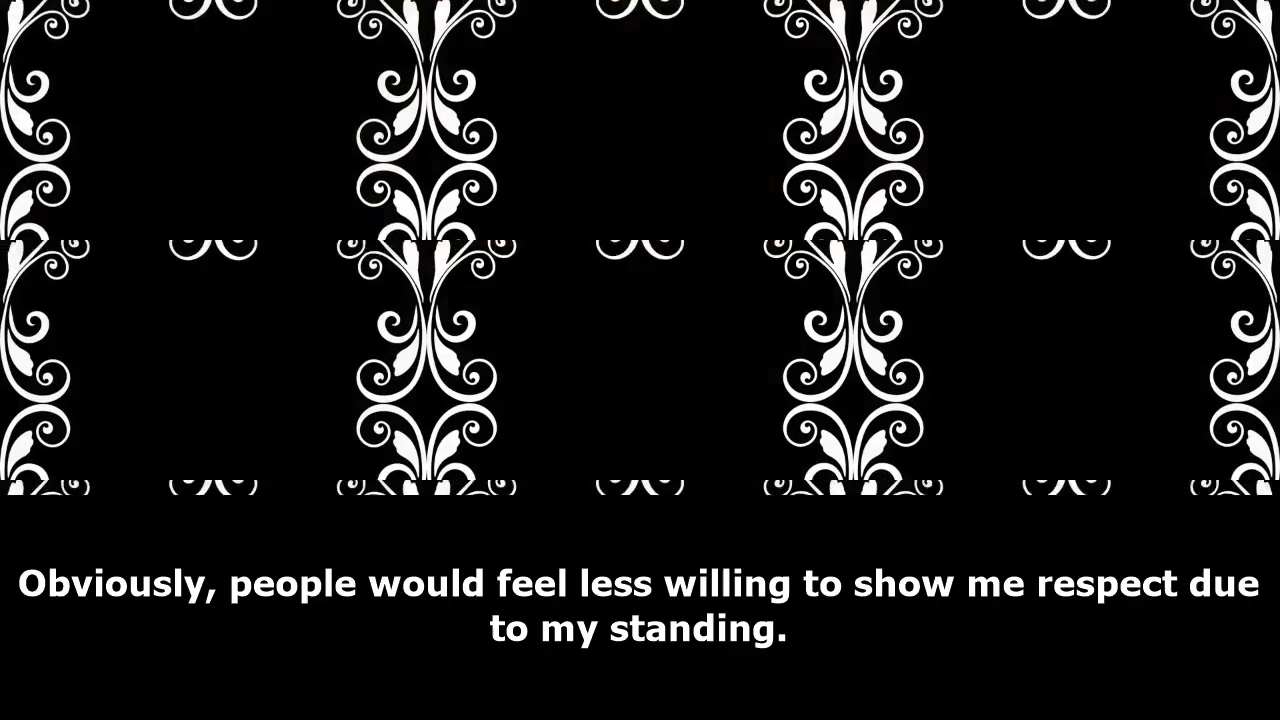 Obviously, people would feel less willing to show me respect due
to my standing.